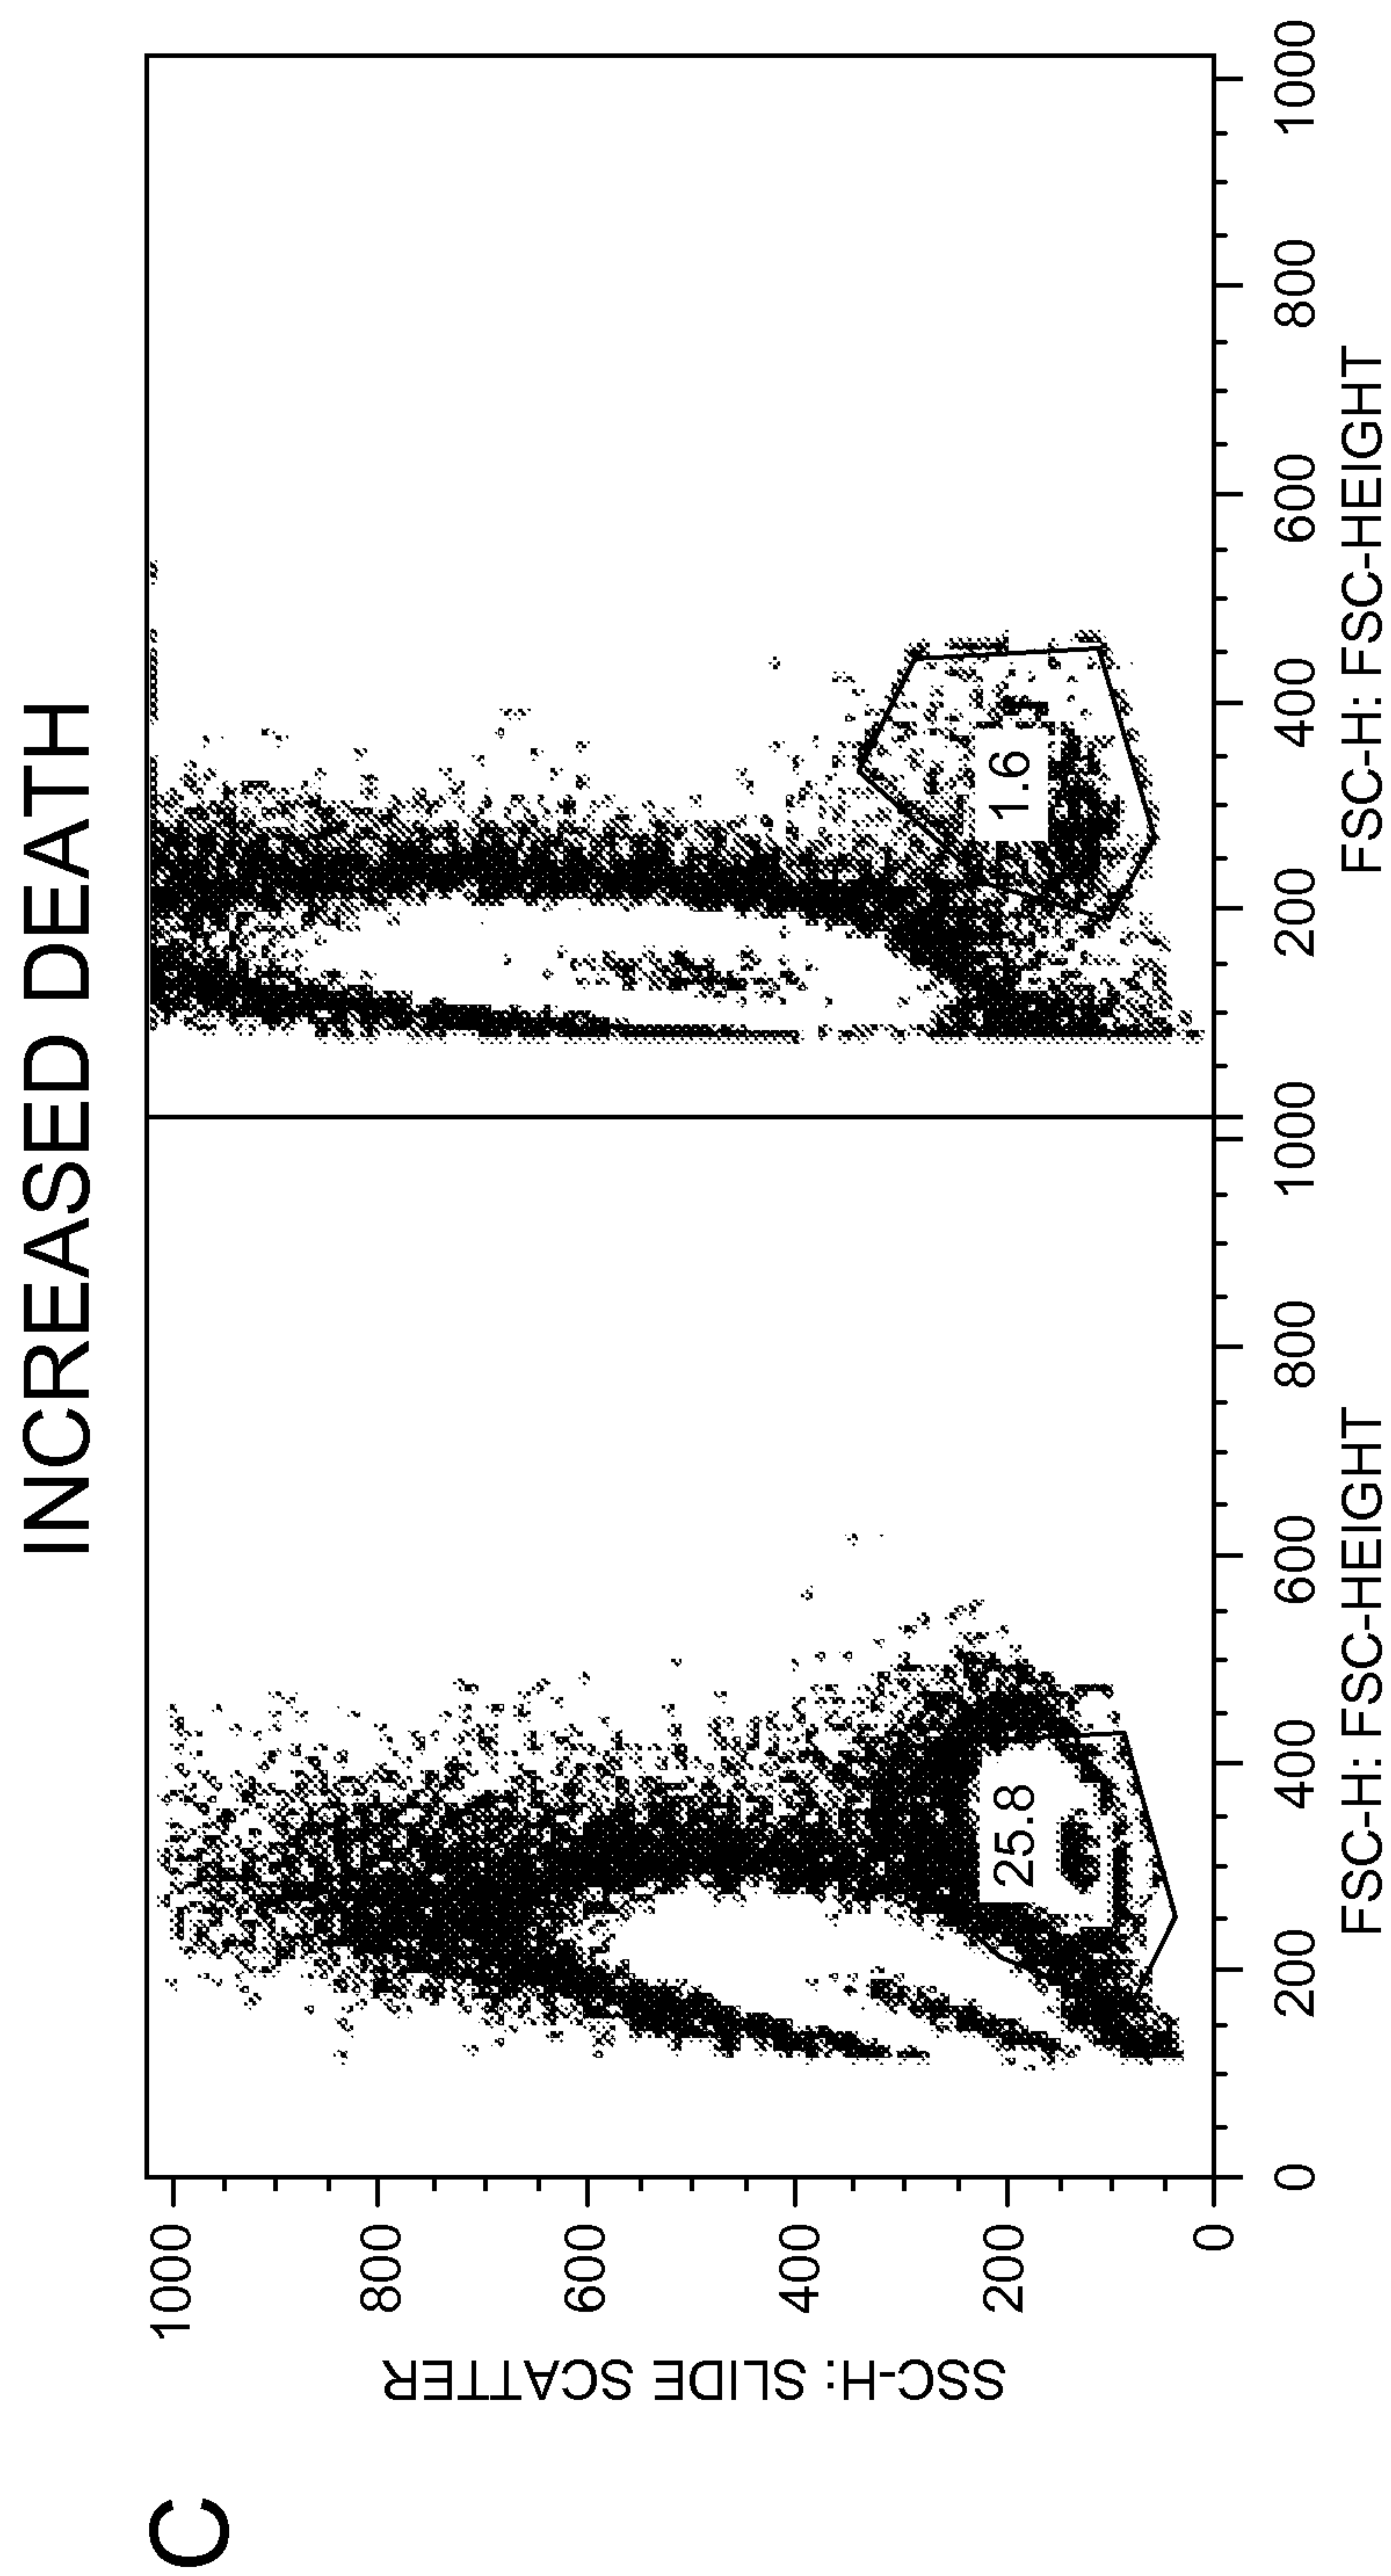 C
INCREASED DEATH
SSC-H: SLIDE SCATTER
1000
800
600
400
200
0
25.8
1.6
0 200 400 600 800 1000 200 400 600 800 1000
FSC-H: FSC-HEIGHT FSC-H: FSC-HEIGHT